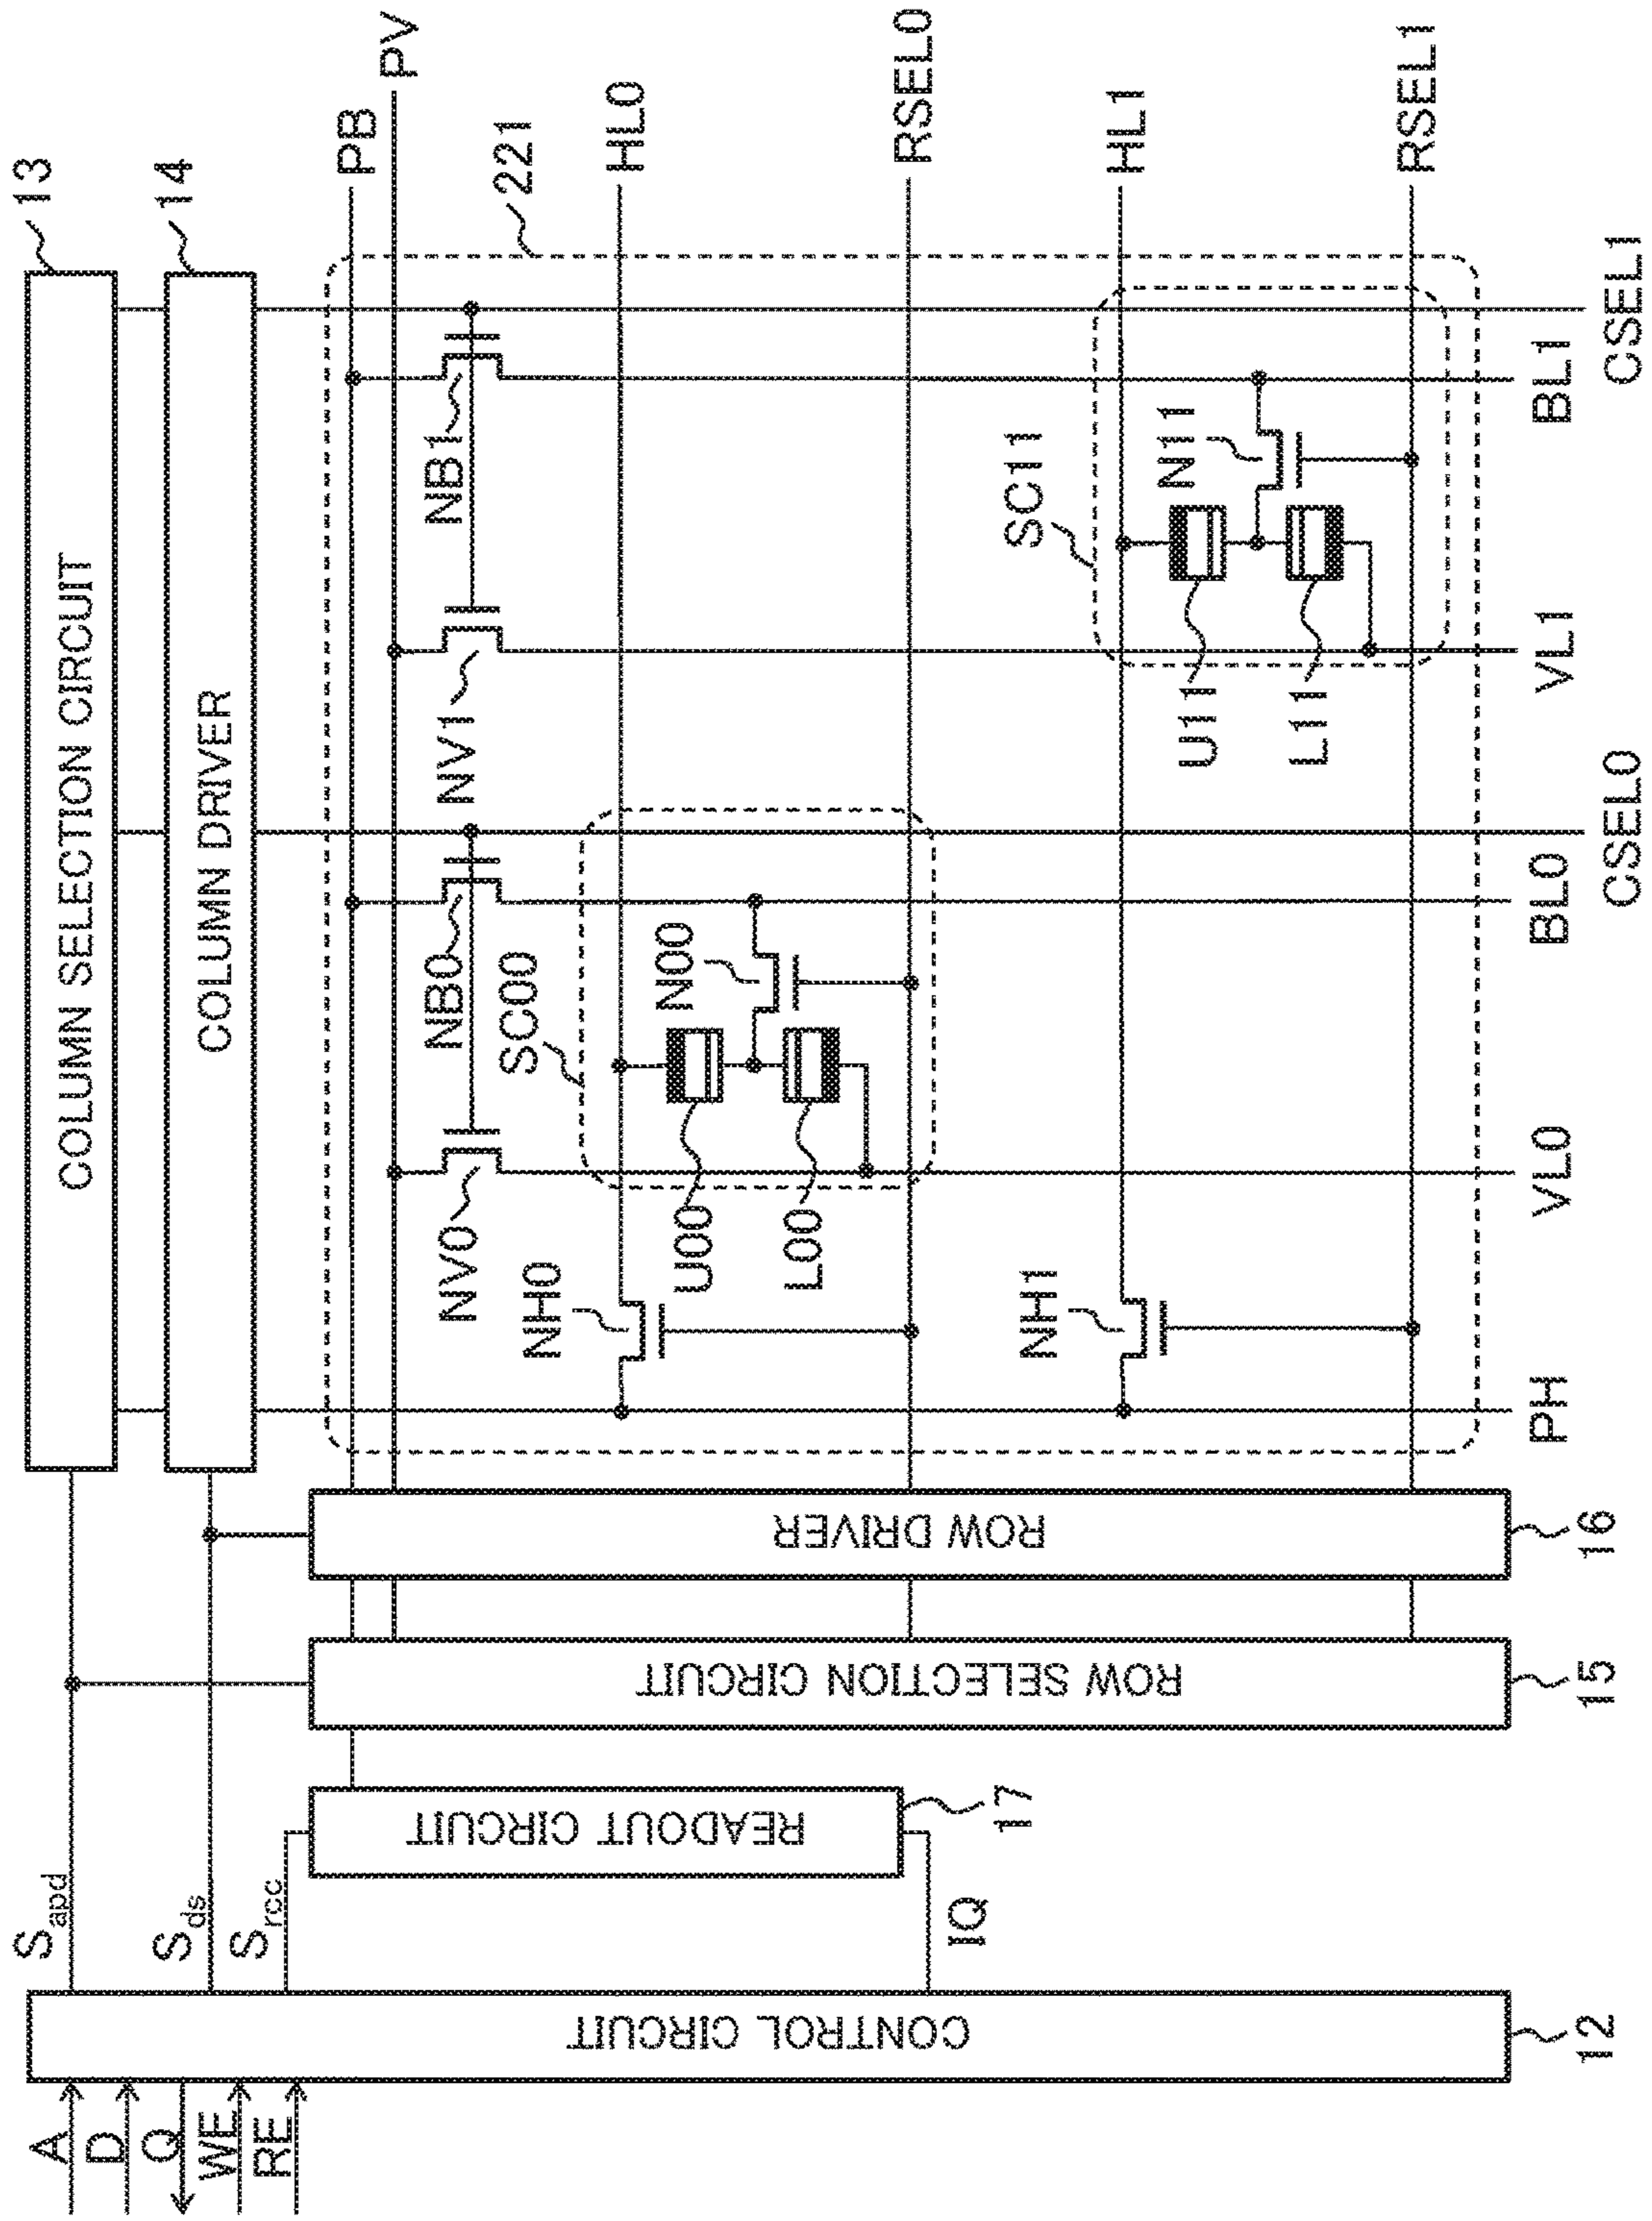 13
COLUMN SELECTION CIRCUIT
14
COLUMN DRIVER
PB
PV
221
HL0
RSEL0
HL1
RSEL1
NB1
NV1
NB0
NV0
SC00
N00
U00
L00
NH0
SC11
N11
U11
L11
NH1
CSEL1
BL1
VL1
CSEL0
BL0
VL0
PH
ROW DRIVER
16
ROW SELECTION CIRCUIT
15
READOUT CIRCUIT
17
Sapd
Sds
Srcc
IQ
CONTROL CIRCUIT
12
A
D
Q
WE
RE